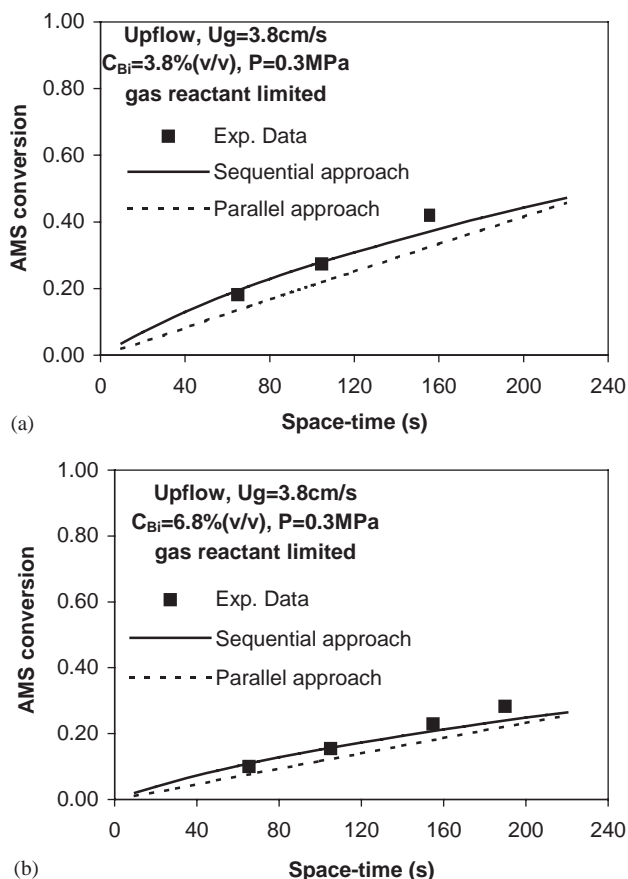 1.00
Upflow, Ug=3.8cm/s
C_Bi=3.8%(v/v), P=0.3MPa
gas reactant limited
0.80
Exp. Data
0.60
Sequential approach
Parallel approach
0.40
0.20
0.00
AMS conversion
0 40 80 120 160 200 240
(a)
Space-time (s)
1.00
Upflow, Ug=3.8cm/s
C_Bi=6.8%(v/v), P=0.3MPa
gas reactant limited
0.80
Exp. Data
0.60
Sequential approach
Parallel approach
0.40
0.20
0.00
AMS conversion
0 40 80 120 160 200 240
(b)
Space-time (s)